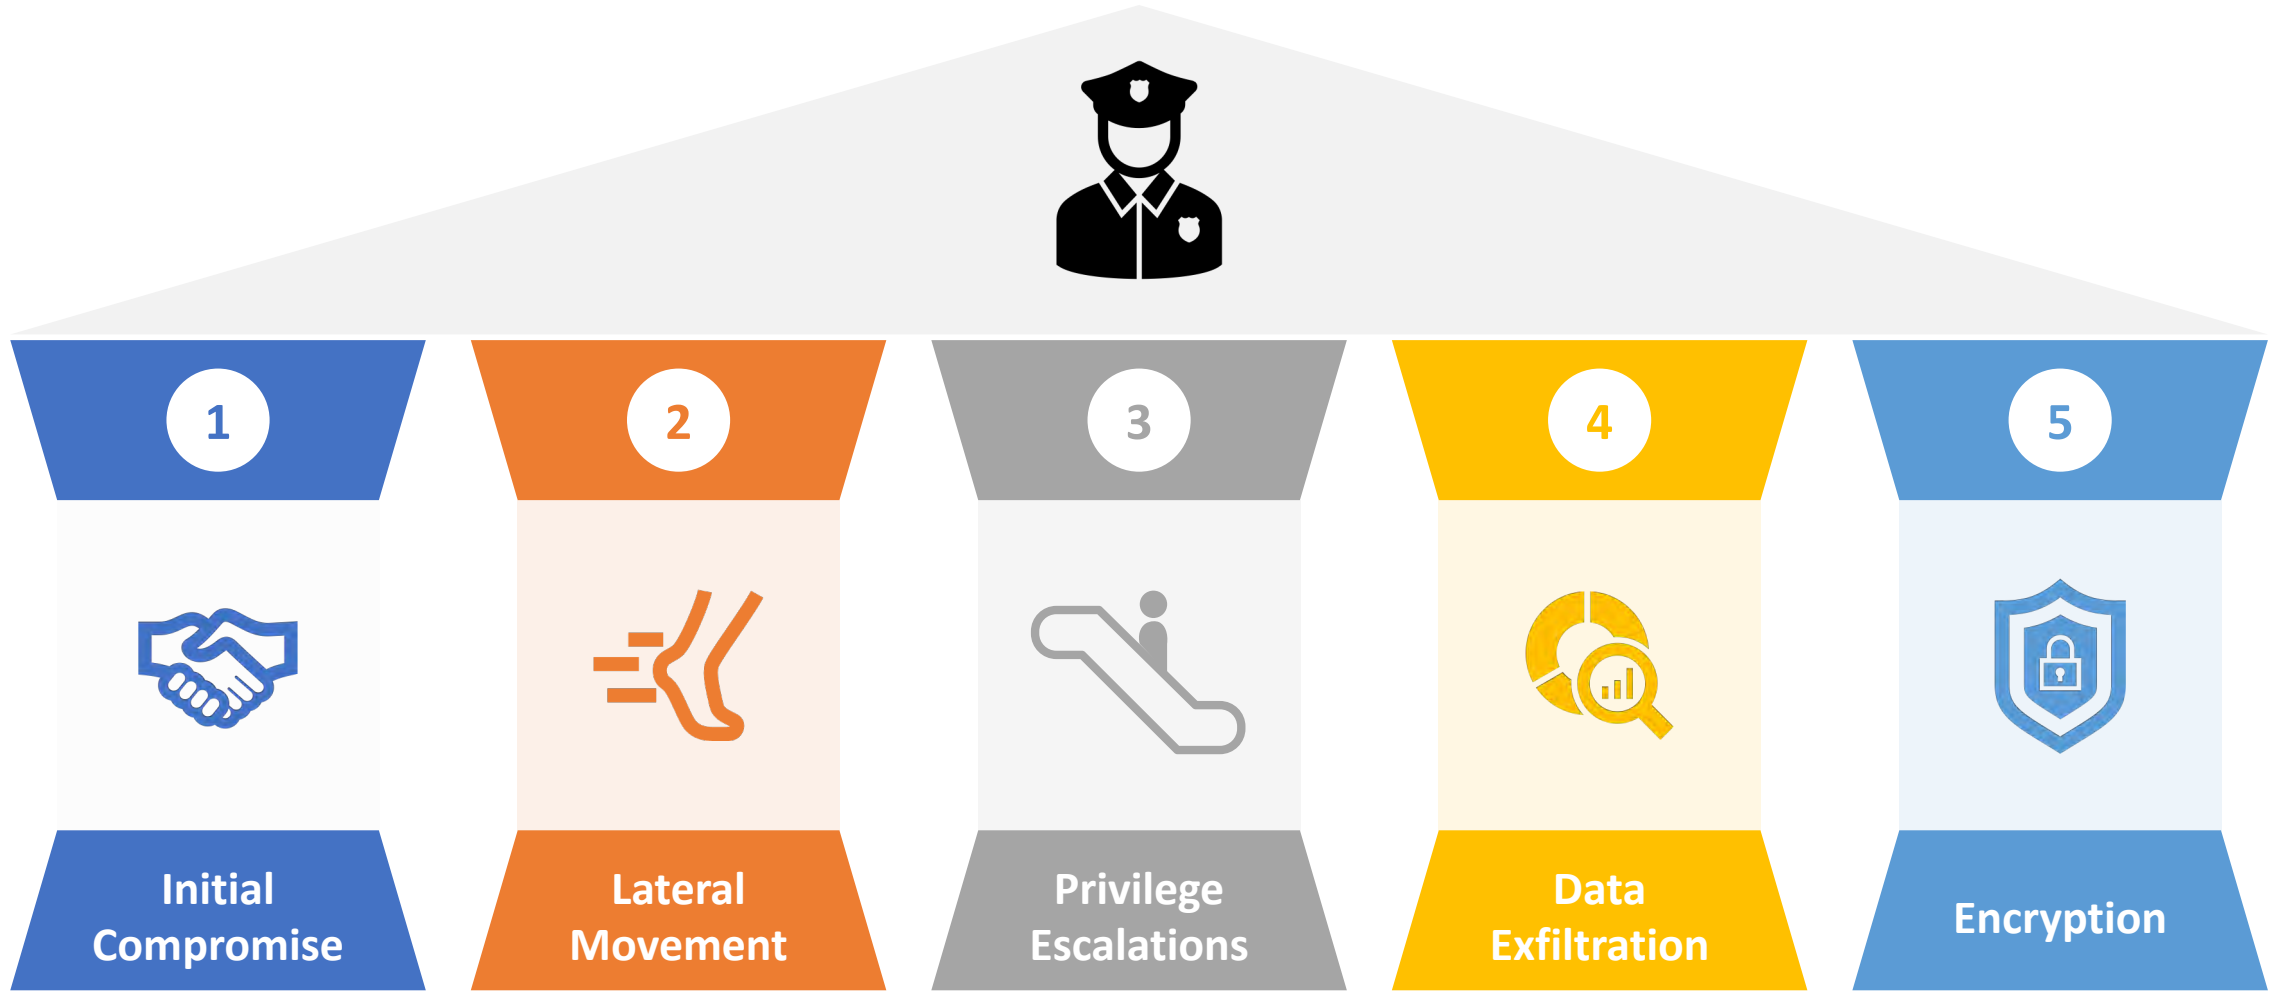 1
2
3
4
5
Initial
Compromise
Lateral
Movement
Privilege
Escalations
Data
Exfiltration
Encryption